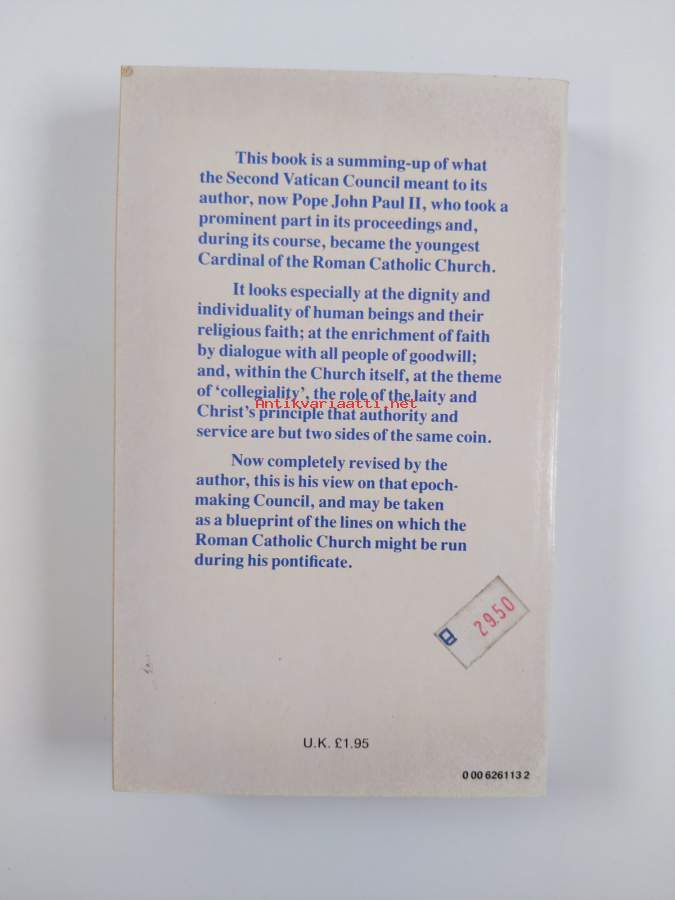 This book is a summing-up of what
the Second Vatican Council meant to its
author, now Pope John Paul II, who took a
prominent part in its proceedings and,
during its course, became the youngest
Cardinal of the Roman Catholic Church.
It looks especially at the dignity and
individuality of human beings and their
religious faith; at the enrichment of faith
by dialogue with all people of goodwill;
and, within the Church itself, at the theme
of ‘collegiality’, the role of the laity and
Antikvariaatti.net
Christ’s principle that authority and
service are but two sides of the same coin.
Now completely revised by the
author, this is his view on that epoch-
making Council, and may be taken
as a blueprint of the lines on which the
Roman Catholic Church might be run
during his pontificate.
29.50
U.K. £1.95
0 00 626113 2